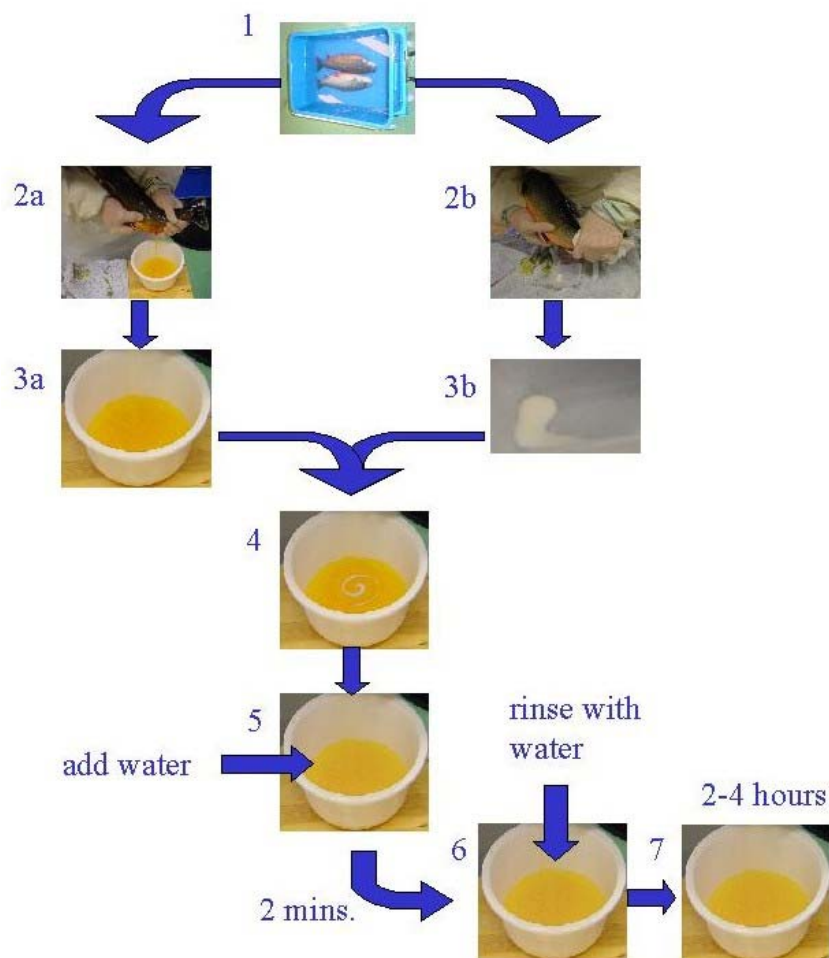 1
2a
2b
3a
3b
4
5
add water
rinse with
water
2-4 hours
6
7
2 mins.